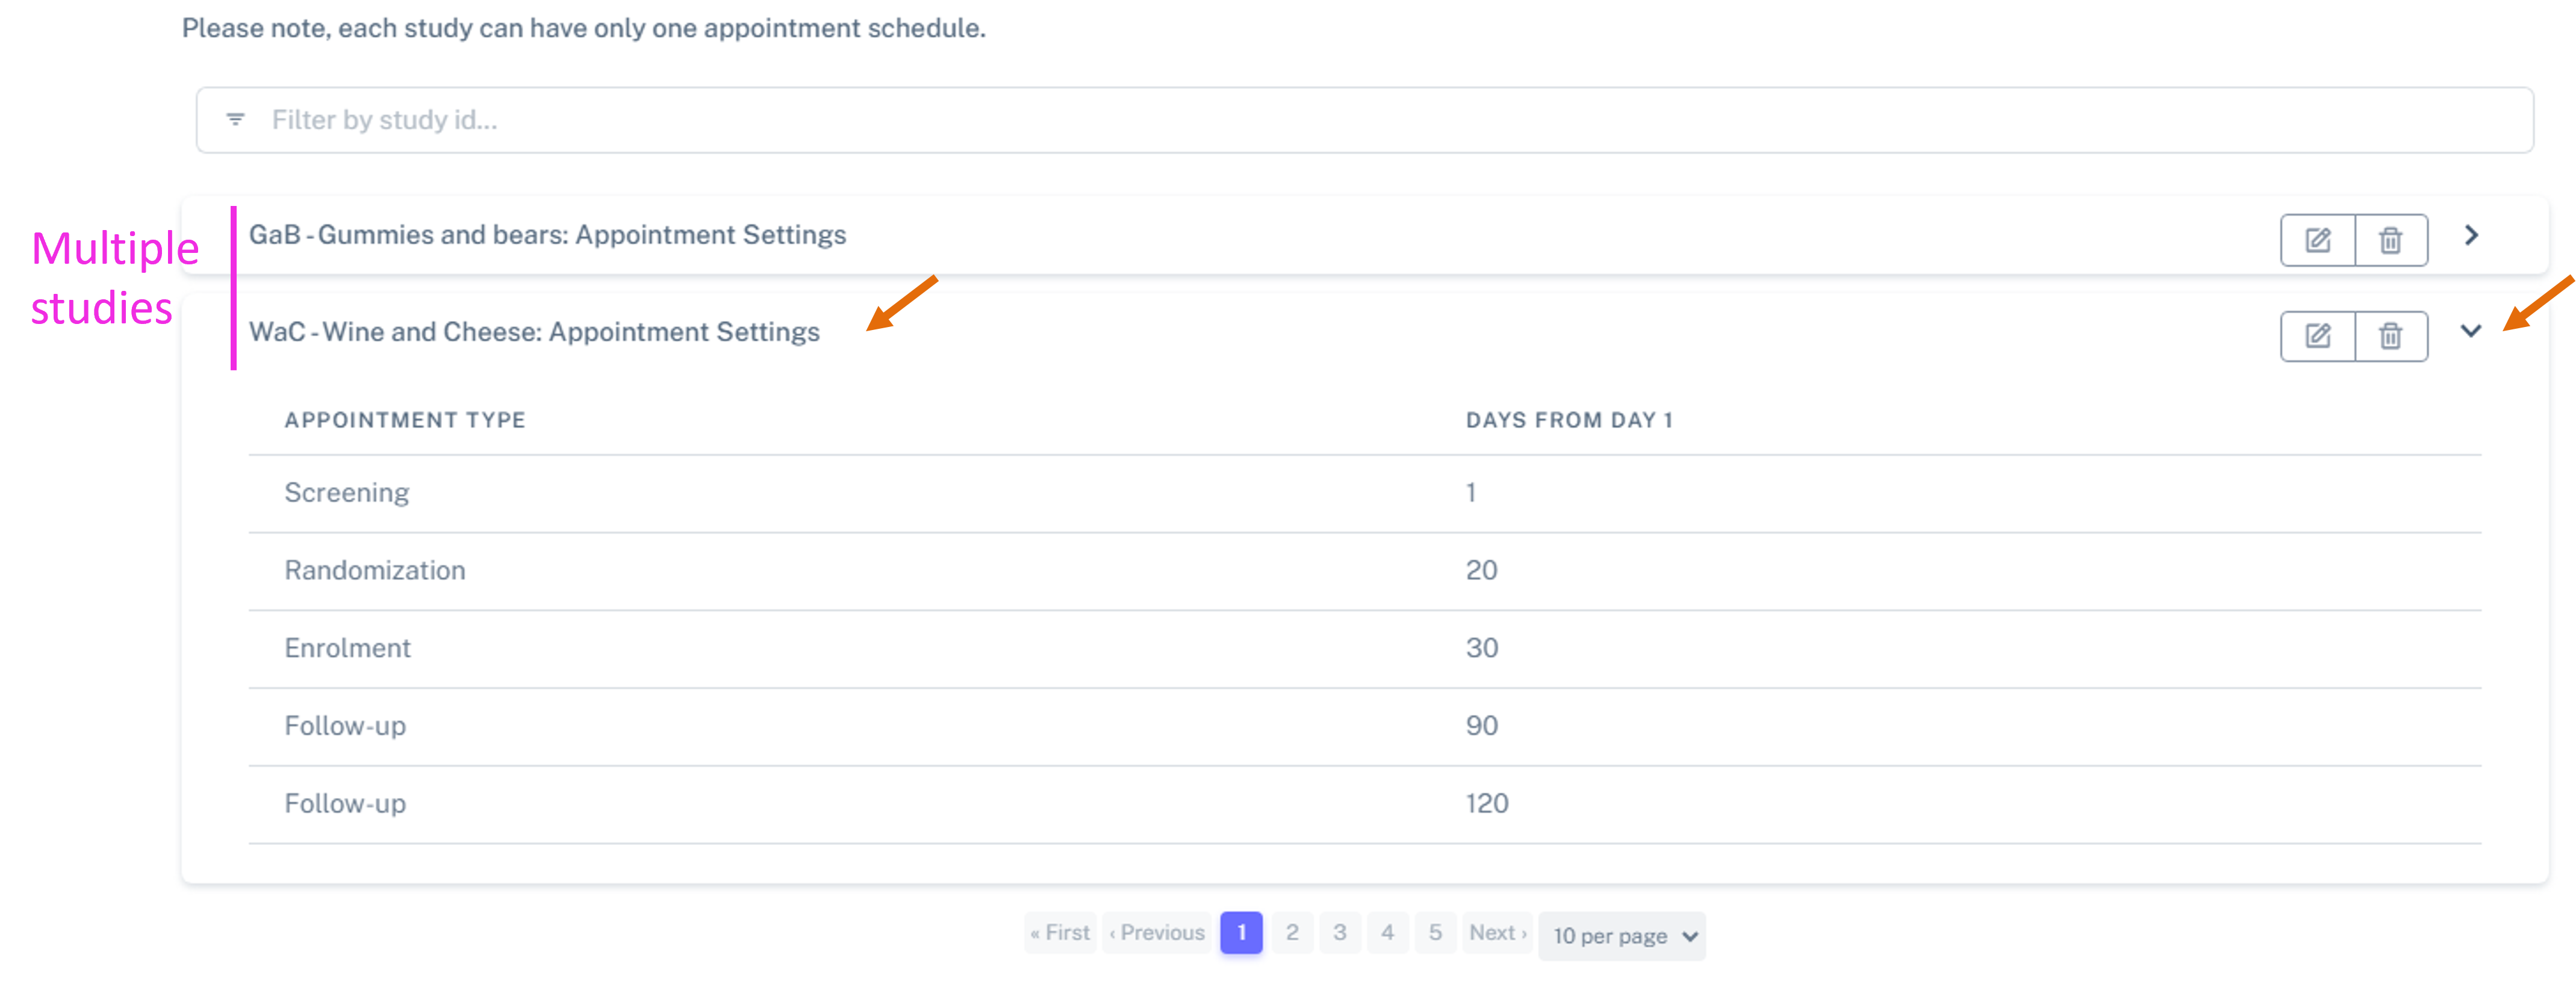 Please note, each study can have only one appointment schedule.
Filter by study id...
Multiple
studies
GaB - Gummies and bears: Appointment Settings
WaC - Wine and Cheese: Appointment Settings
APPOINTMENT TYPE DAYS FROM DAY 1
Screening 1
Randomization 20
Enrolment 30
Follow-up 90
Follow-up 120
« First ‹ Previous 1 2 3 4 5 Next › 10 per page